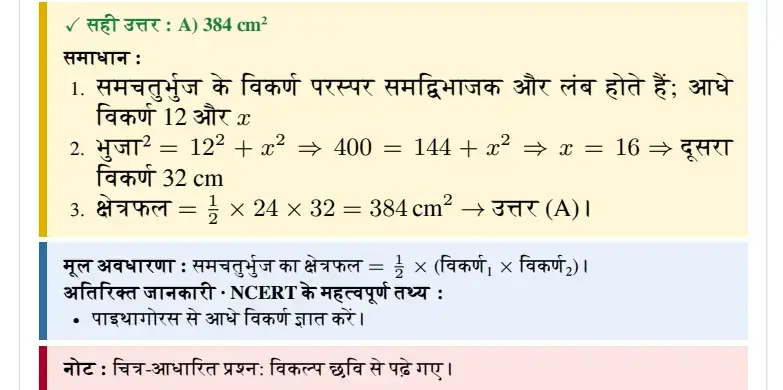 ✓ सही उत्तर : A) 384 cm²
समाधान :
1. समचतुर्भुज के विकर्ण परस्पर समद्विभाजक और लंब होते हैं; आधे
विकर्ण 12 और x
2. भुजा² = 12² + x² ⇒ 400 = 144 + x² ⇒ x = 16 ⇒ दूसरा
विकर्ण 32 cm
3. क्षेत्रफल = ½ × 24 × 32 = 384 cm² → उत्तर (A)।
मूल अवधारणा : समचतुर्भुज का क्षेत्रफल = ½ × (विकर्ण₁ × विकर्ण₂)।
अतिरिक्त जानकारी · NCERT के महत्वपूर्ण तथ्य :
• पाइथागोरस से आधे विकर्ण ज्ञात करें।
नोट : चित्र-आधारित प्रश्न: विकल्प छवि से पढ़े गए।